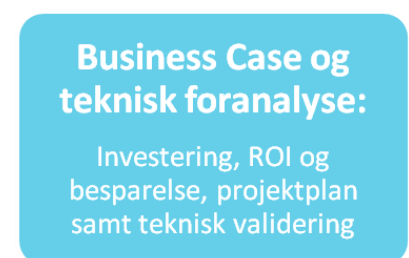 Business Case og
teknisk foranalyse:
Investering, ROI og
besparelse, projektplan
samt teknisk validering